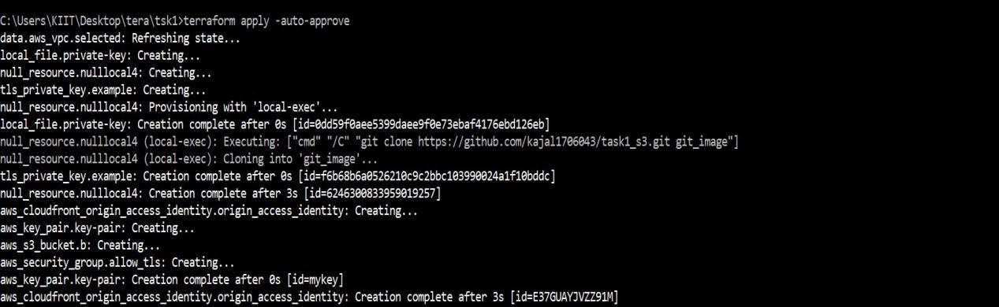 C:\Users\KIIT\Desktop\tera\tsk1>terraform apply -auto-approve
data.aws_vpc.selected: Refreshing state...
local_file.private-key: Creating...
null_resource.nulllocal4: Creating...
tls_private_key.example: Creating...
null_resource.nulllocal4: Provisioning with 'local-exec'...
local_file.private-key: Creation complete after 0s [id=0dd59f0aee5399daee9f0e73ebaf4176ebd126eb]
null_resource.nulllocal4 (local-exec): Executing: ["cmd" "/C" "git clone https://github.com/kajal1706043/task1_s3.git git_image"]
null_resource.nulllocal4 (local-exec): Cloning into 'git_image'...
tls_private_key.example: Creation complete after 0s [id=f6b68b6a0526210c9c2bbc103990024a1f10bddc]
null_resource.nulllocal4: Creation complete after 3s [id=6246300833959019257]
aws_cloudfront_origin_access_identity.origin_access_identity: Creating...
aws_key_pair.key-pair: Creating...
aws_s3_bucket.b: Creating...
aws_security_group.allow_tls: Creating...
aws_key_pair.key-pair: Creation complete after 0s [id=mykey]
aws_cloudfront_origin_access_identity.origin_access_identity: Creation complete after 3s [id=E37GUAYJVZZ91M]